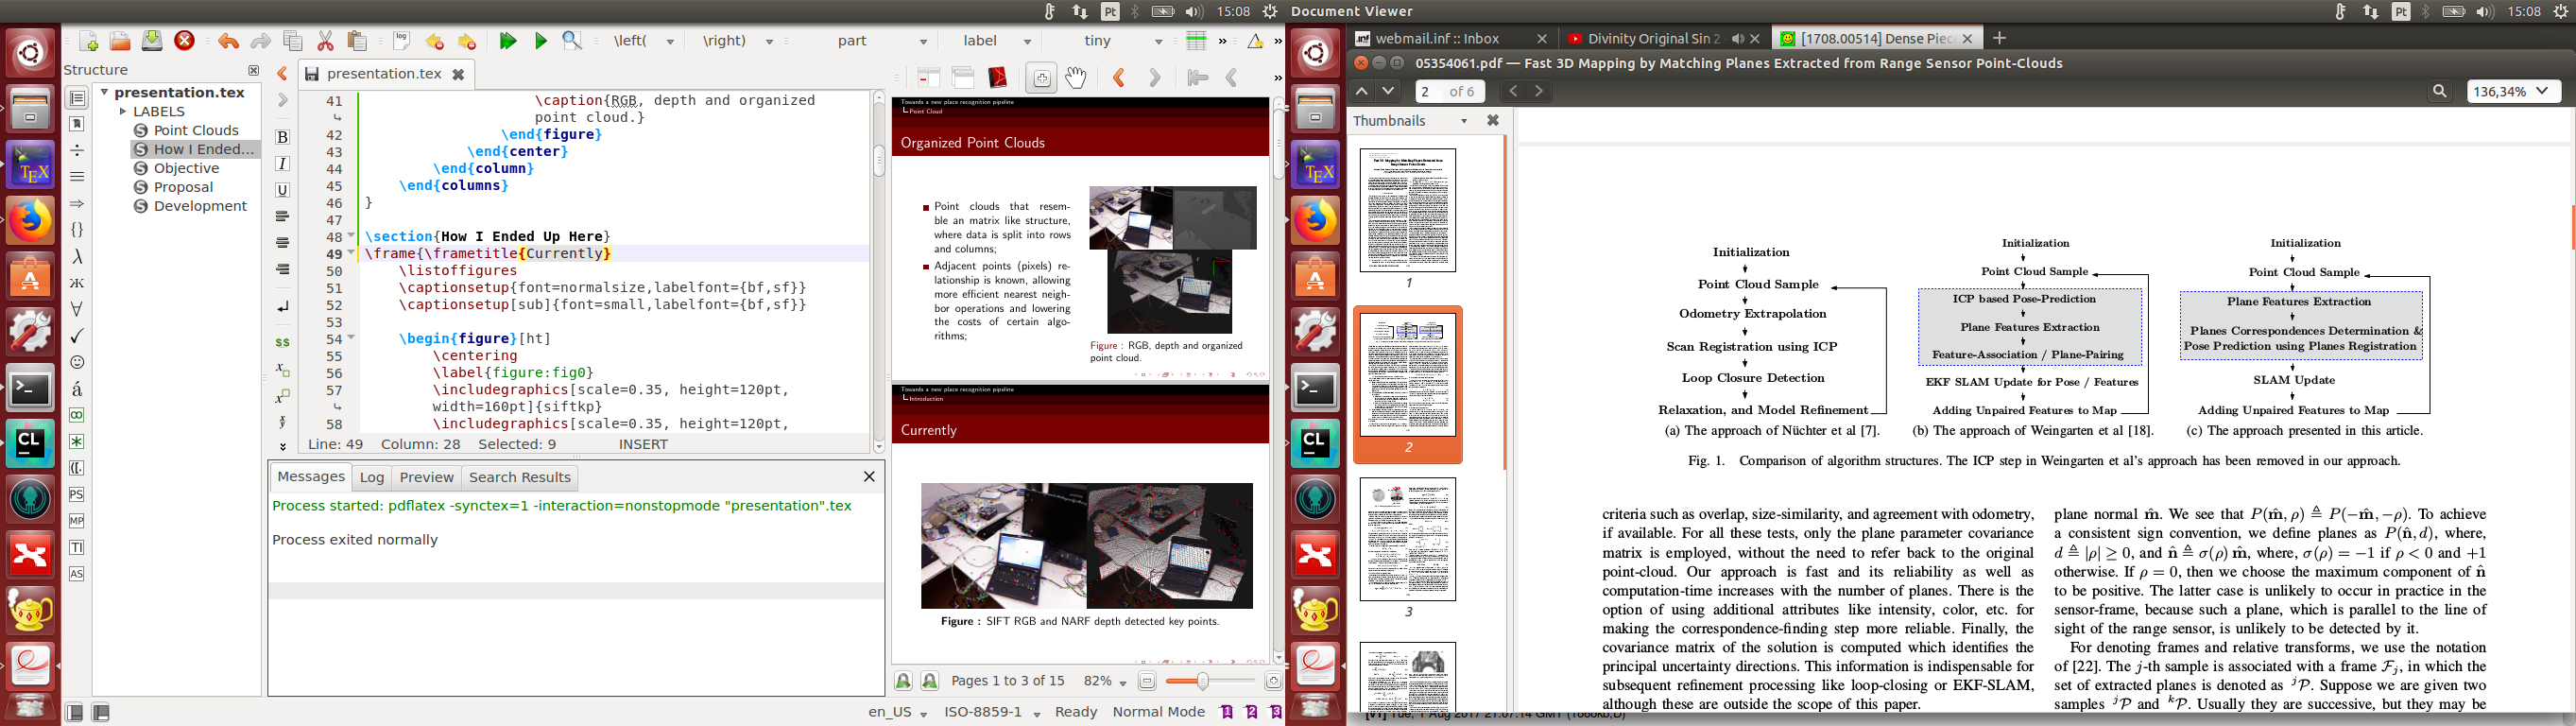 Pt
15:08
Document Viewer
Pt
15:08
\left(
\right)
part
label
tiny
Structure
presentation.tex
LABELS
Point Clouds
How I Ended...
Objective
Proposal
Development
presentation.tex
41 \caption{RGB, depth and organized
point cloud.}
42 \end{figure}
43 \end{center}
44 \end{column}
45 \end{columns}
46 }
47
48 \section{How I Ended Up Here}
49 \frame{\frametitle{Currently}
50 \listoffigures
51 \captionsetup{font=normalsize,labelfont={bf,sf}}
52 \captionsetup[sub]{font=small,labelfont={bf,sf}}
53
54 \begin{figure}[ht]
55 \centering
56 \label{figure:fig0}
57 \includegraphics[scale=0.35, height=120pt,
width=160pt]{siftkp}
58 \includegraphics[scale=0.35, height=120pt,
Line: 49 Column: 28 Selected: 9 INSERT
Messages Log Preview Search Results
Process started: pdflatex -synctex=1 -interaction=nonstopmode "presentation".tex
Process exited normally
Towards a new place recognition pipeline
Point Cloud
Organized Point Clouds
Point clouds that resem-
ble an matrix like structure,
where data is split into rows
and columns;
Adjacent points (pixels) re-
lationship is known, allowing
more efficient nearest neigh-
bor operations and lowering
the costs of certain algo-
rithms;
Figure : RGB, depth and organized
point cloud.
Towards a new place recognition pipeline
Introduction
Currently
Figure : SIFT RGB and NARF depth detected key points.
Pages 1 to 3 of 15 82%
en_US ISO-8859-1 Ready Normal Mode 1 2 3
webmail.inf :: Inbox
Divinity Original Sin 2
[1708.00514] Dense Piec
05354061.pdf — Fast 3D Mapping by Matching Planes Extracted from Range Sensor Point-Clouds
2 of 6
136,34%
Thumbnails
1
2
3
Initialization
Point Cloud Sample
Odometry Extrapolation
Scan Registration using ICP
Loop Closure Detection
Relaxation, and Model Refinement
(a) The approach of Nüchter et al [7].
Initialization
Point Cloud Sample
ICP based Pose-Prediction
Plane Features Extraction
Feature-Association / Plane-Pairing
EKF SLAM Update for Pose / Features
Adding Unpaired Features to Map
(b) The approach of Weingarten et al [18].
Initialization
Point Cloud Sample
Plane Features Extraction
Planes Correspondences Determination &
Pose Prediction using Planes Registration
SLAM Update
Adding Unpaired Features to Map
(c) The approach presented in this article.
Fig. 1. Comparison of algorithm structures. The ICP step in Weingarten et al's approach has been removed in our approach.
criteria such as overlap, size-similarity, and agreement with odometry,
if available. For all these tests, only the plane parameter covariance
matrix is employed, without the need to refer back to the original
point-cloud. Our approach is fast and its reliability as well as
computation-time increases with the number of planes. There is the
option of using additional attributes like intensity, color, etc. for
making the correspondence-finding step more reliable. Finally, the
covariance matrix of the solution is computed which identifies the
principal uncertainty directions. This information is indispensable for
subsequent refinement processing like loop-closing or EKF-SLAM,
although these are outside the scope of this paper.
plane normal m̂. We see that P(m̂, ρ) ≜ P(−m̂, −ρ). To achieve
a consistent sign convention, we define planes as P(n̂, d), where,
d ≜ |ρ| ≥ 0, and n̂ ≜ σ(ρ) m̂, where, σ(ρ) = −1 if ρ < 0 and +1
otherwise. If ρ = 0, then we choose the maximum component of n̂
to be positive. The latter case is unlikely to occur in practice in the
sensor-frame, because such a plane, which is parallel to the line of
sight of the range sensor, is unlikely to be detected by it.
For denoting frames and relative transforms, we use the notation
of [22]. The j-th sample is associated with a frame 𝓕j, in which the
set of extracted planes is denoted as ʲ𝒫. Suppose we are given two
samples ʲ𝒫 and ᵏ𝒫. Usually they are successive, but they may be